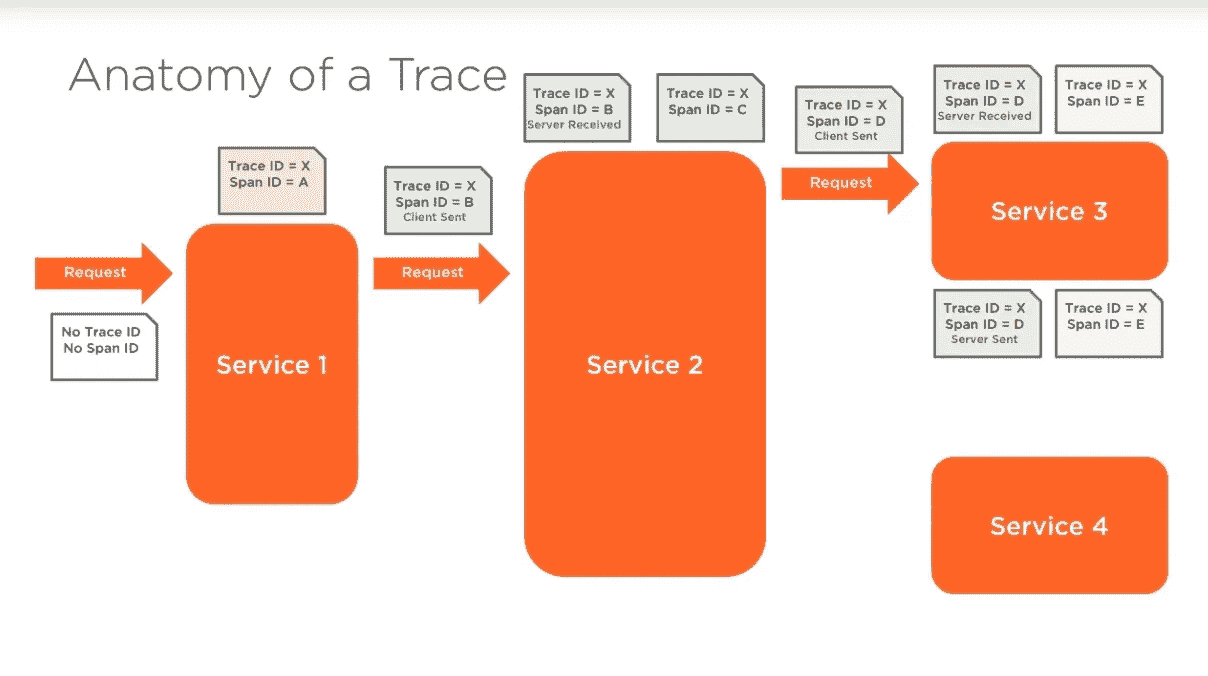 Anatomy of a Trace
No Trace ID
No Span ID
Request
Trace ID = X
Span ID = A
Service 1
Trace ID = X
Span ID = B
Client Sent
Request
Trace ID = X
Span ID = B
Server Received
Trace ID = X
Span ID = C
Service 2
Trace ID = X
Span ID = D
Client Sent
Request
Trace ID = X
Span ID = D
Server Received
Trace ID = X
Span ID = E
Service 3
Trace ID = X
Span ID = D
Server Sent
Trace ID = X
Span ID = E
Service 4